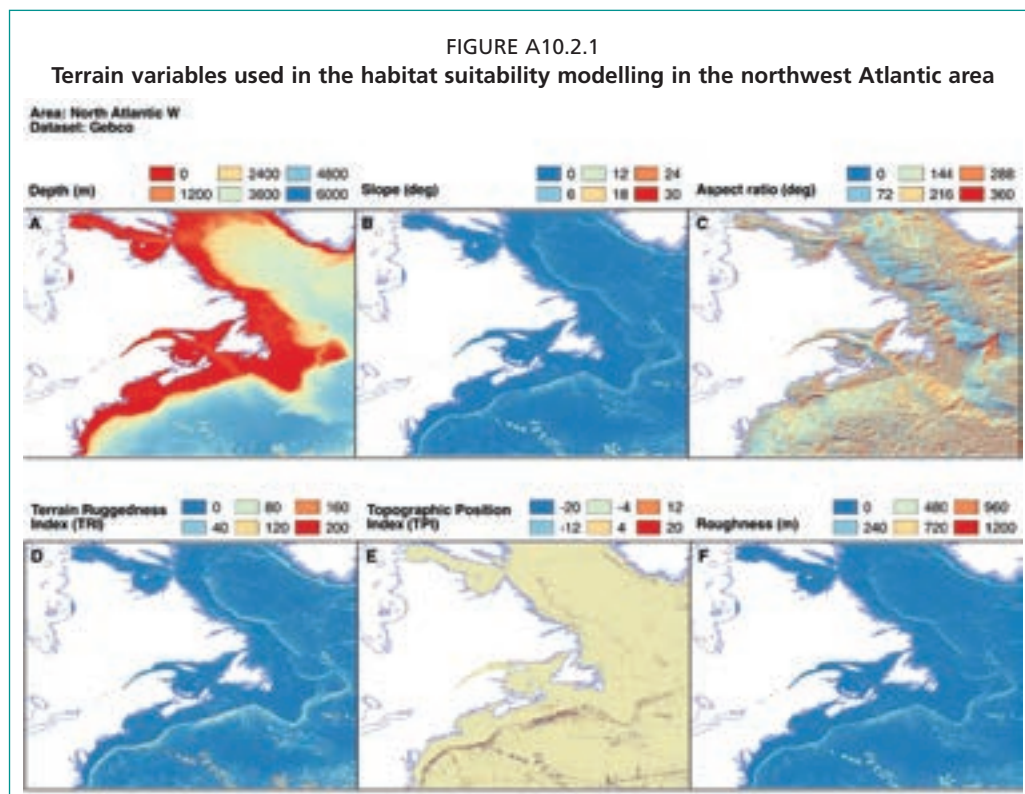 FIGURE A10.2.1
Terrain variables used in the habitat suitability modelling in the northwest Atlantic area
Area: North Atlantic W
Dataset: Gebco
Depth (m) 0 2400 4800
1200 3600 6000
Slope (deg) 0 12 24
6 18 30
Aspect ratio (deg) 0 144 288
72 216 360
A
B
C
Terrain Ruggedness Index (TRI) 0 80 160
40 120 200
Topographic Position Index (TPI) -20 -4 12
-12 4 20
Roughness (m) 0 480 960
240 720 1200
D
E
F